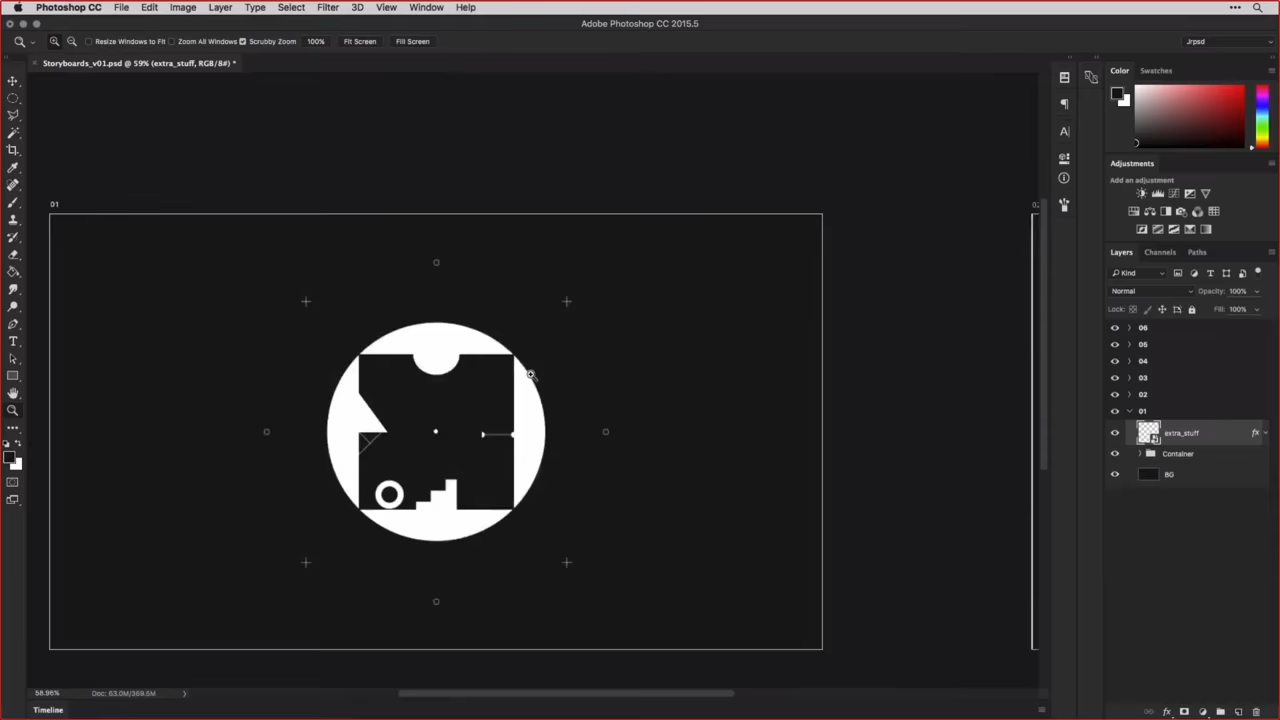 Photoshop CC File Edit Image Layer Type Select Filter 3D View Window Help
Adobe Photoshop CC 2015.5
Resize Windows to Fit Zoom All Windows Scrubby Zoom 100% Fit Screen Fill Screen Jrpsd
Storyboards_v01.psd @ 59% (extra_stuff, RGB/8#) *
Color Swatches
Adjustments
Add an adjustment
01
02
Layers Channels Paths
Kind
Normal Opacity: 100%
Lock: Fill: 100%
06
05
04
03
02
01
extra_stuff fx
Container
BG
58.96% Doc: 63.0M/369.5M
Timeline
fx